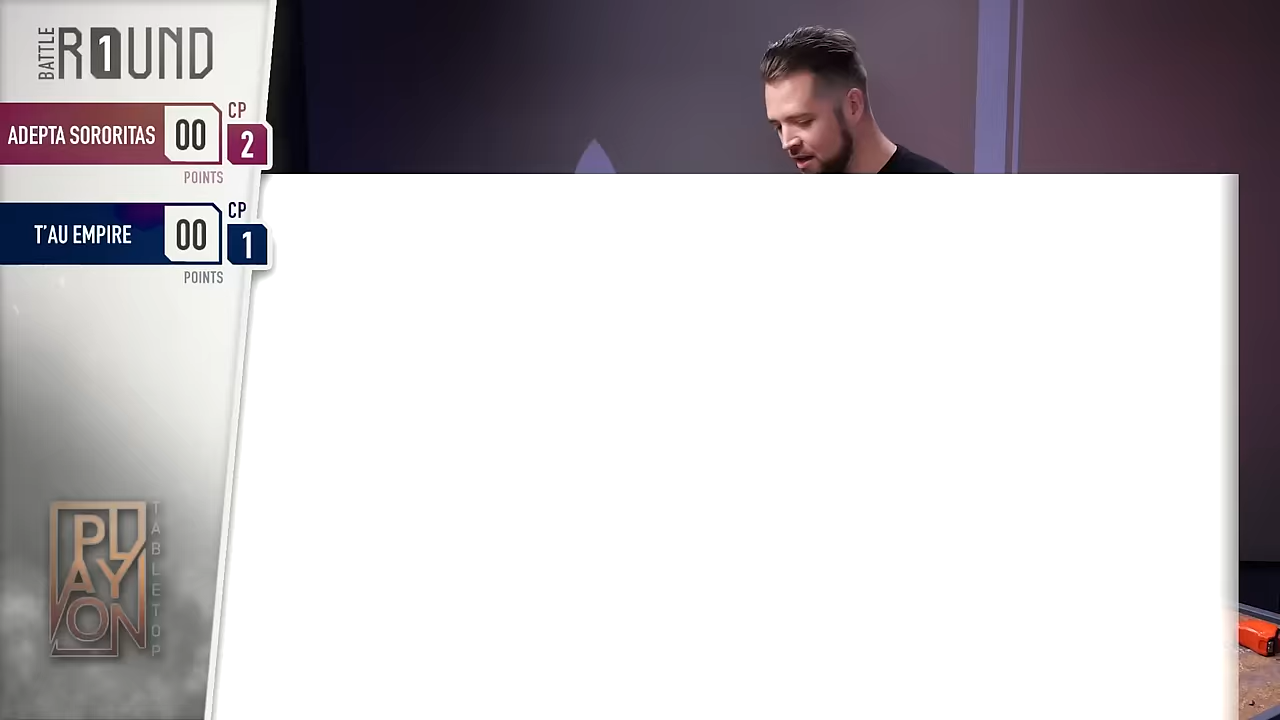 BATTLE
ROUND
1
ADEPTA SORORITAS
00
CP
2
POINTS
T'AU EMPIRE
00
CP
1
POINTS
PLAY
ON
TABLETOP